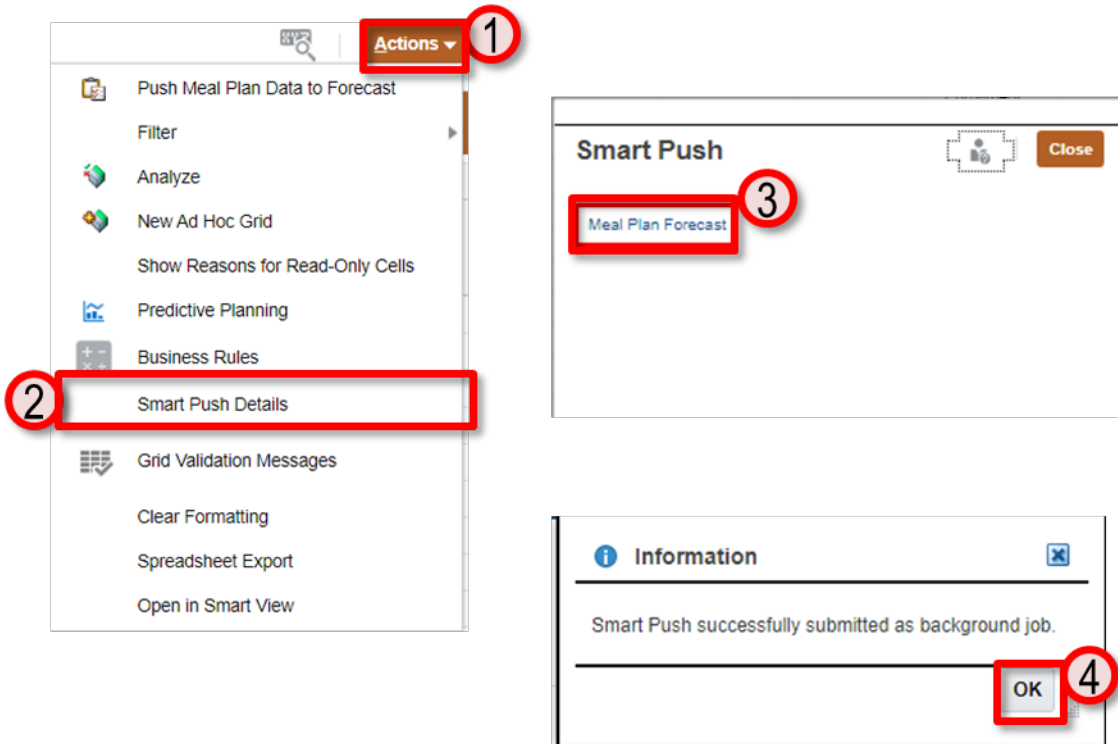 Actions
1
Push Meal Plan Data to Forecast
Filter
Analyze
New Ad Hoc Grid
Show Reasons for Read-Only Cells
Predictive Planning
Business Rules
2
Smart Push Details
Grid Validation Messages
Clear Formatting
Spreadsheet Export
Open in Smart View
Smart Push
Close
3
Meal Plan Forecast
Information
Smart Push successfully submitted as background job.
OK
4